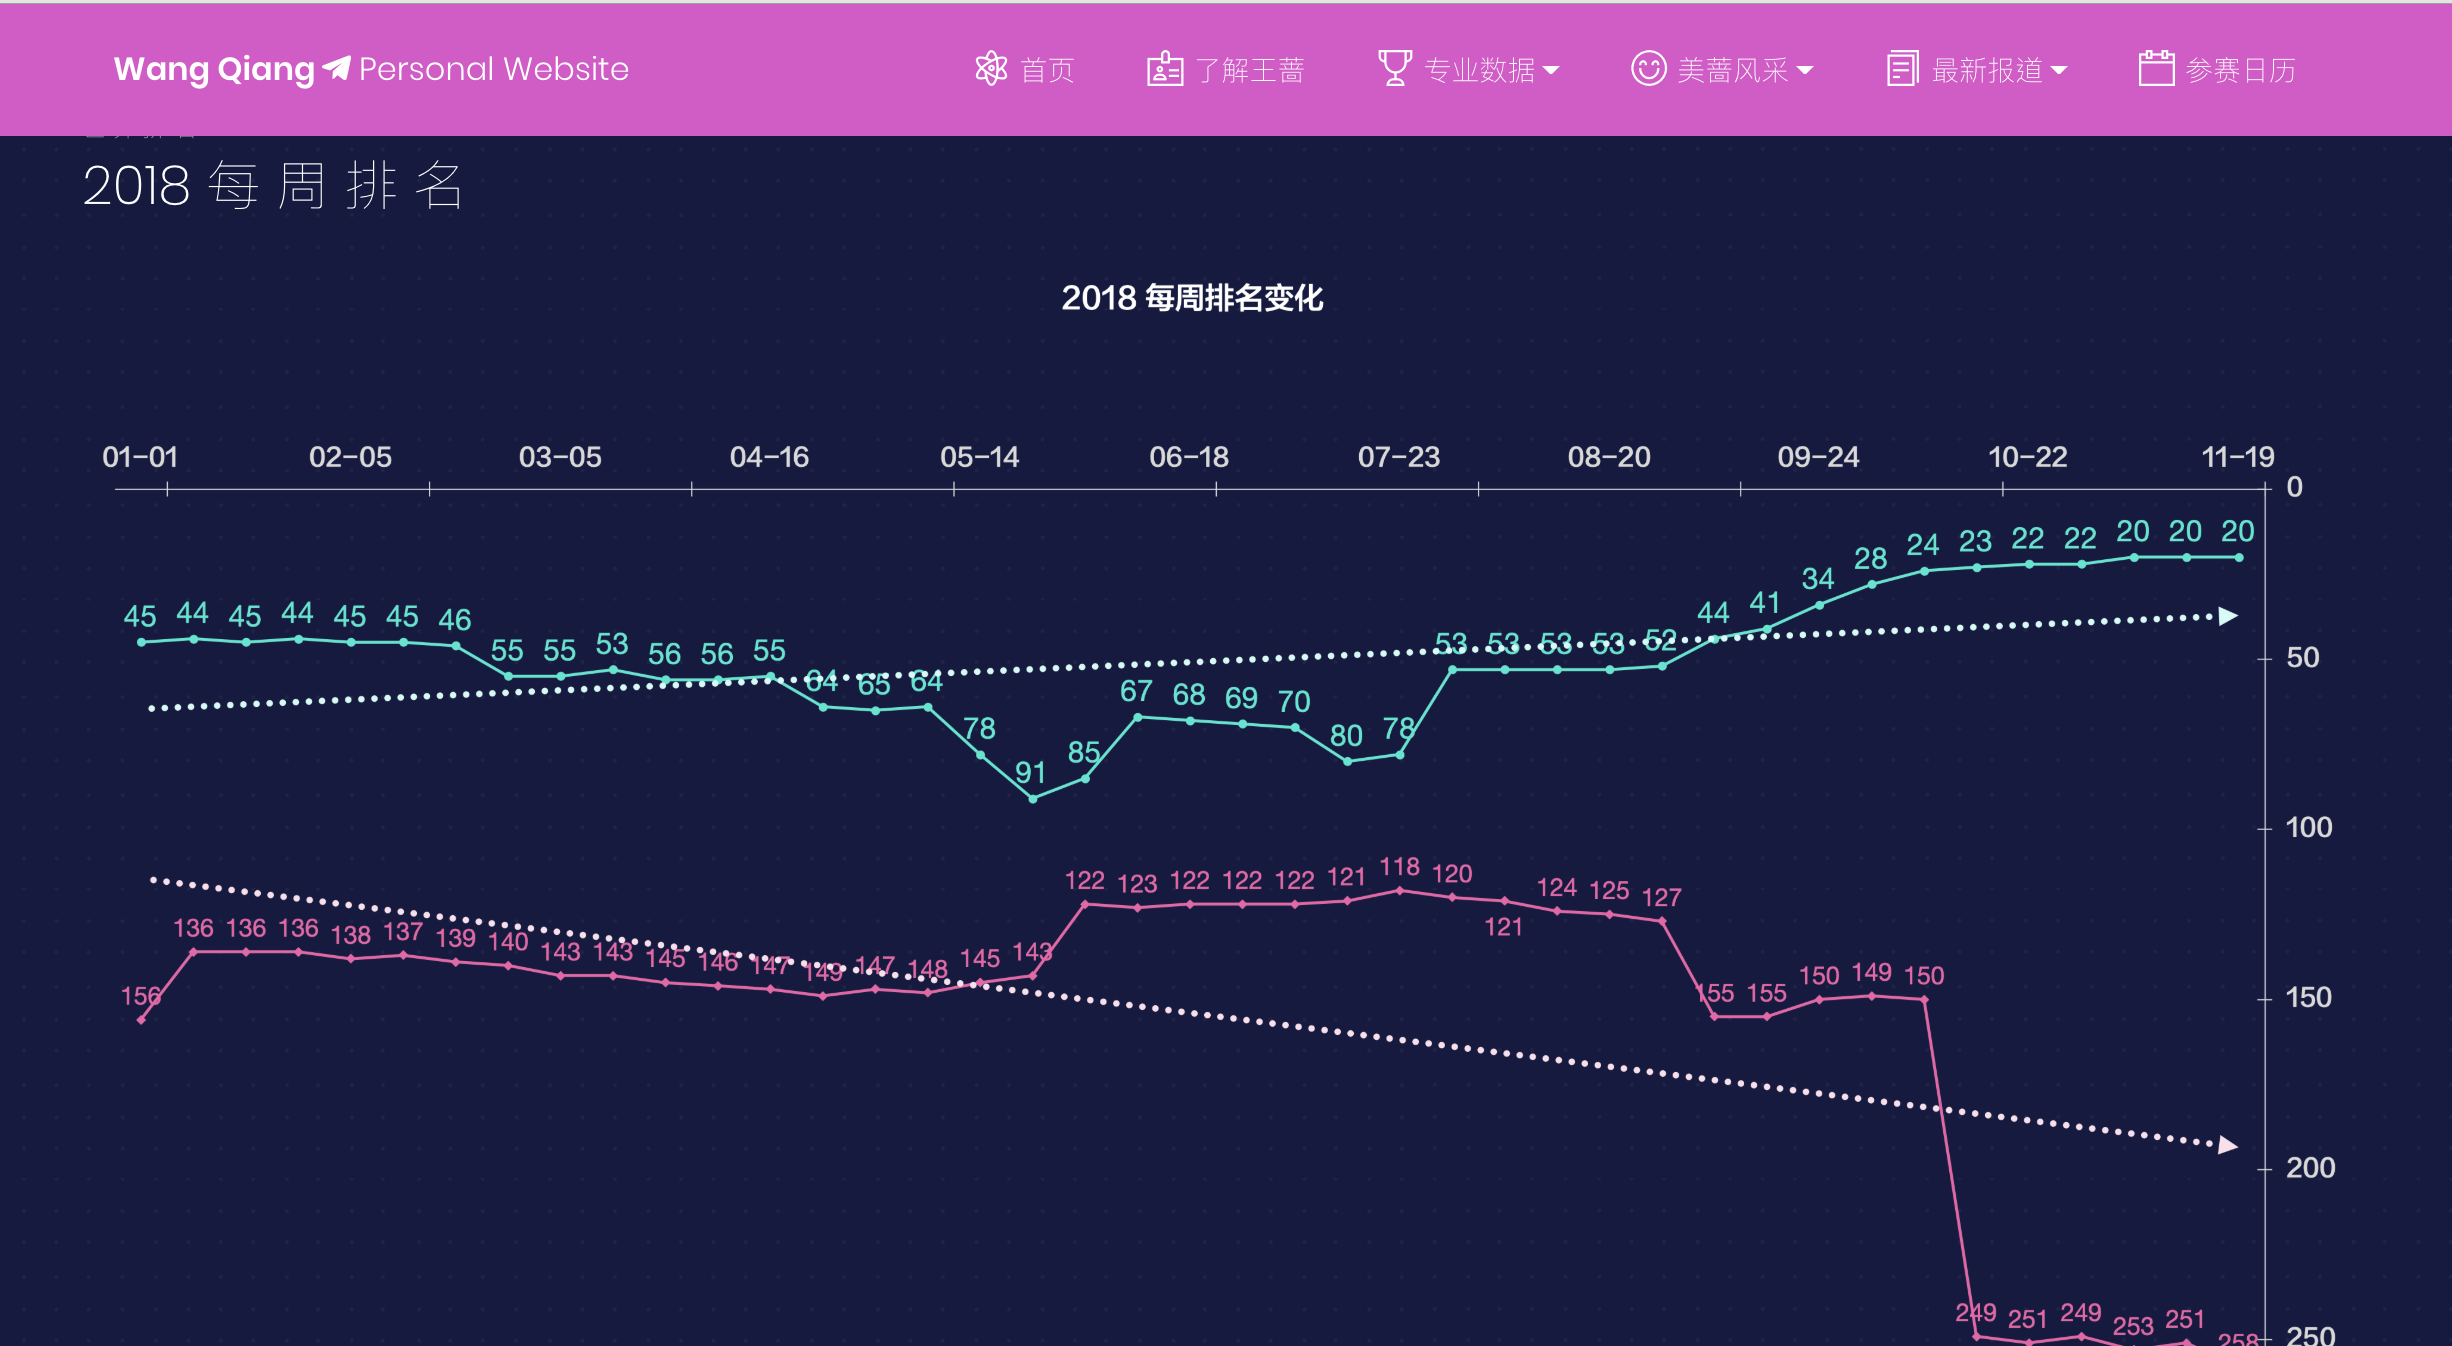 Wang Qiang Personal Website
首页 了解王蔷 专业数据 美蔷风采 最新报道 参赛日历
2018 每周排名
2018 每周排名变化
01-01 02-05 03-05 04-16 05-14 06-18 07-23 08-20 09-24 10-22 11-19
0
50
100
150
200
250
45 44 45 44 45 45 46 55 55 53 56 56 55 64 65 64 78 91 85 67 68 69 70 80 78 53 53 53 53 52 44 41 34 28 24 23 22 22 20 20 20
156 136 136 136 138 137 139 140 143 143 145 146 147 149 147 148 145 143 122 123 122 122 122 121 118 120 121 124 125 127 155 155 150 149 150 249 251 249 253 251 258